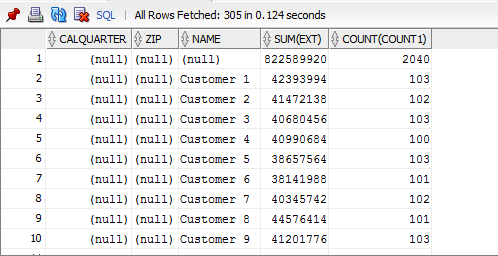 SQL | All Rows Fetched: 305 in 0.124 seconds
CALQUARTER ZIP NAME SUM(EXT) COUNT(COUNT1)
1 (null) (null) (null) 822589920 2040
2 (null) (null) Customer 1 42393994 103
3 (null) (null) Customer 2 41472138 102
4 (null) (null) Customer 3 40680456 103
5 (null) (null) Customer 4 40990684 100
6 (null) (null) Customer 5 38657564 103
7 (null) (null) Customer 6 38141988 101
8 (null) (null) Customer 7 40345742 102
9 (null) (null) Customer 8 44576414 101
10 (null) (null) Customer 9 41201776 103